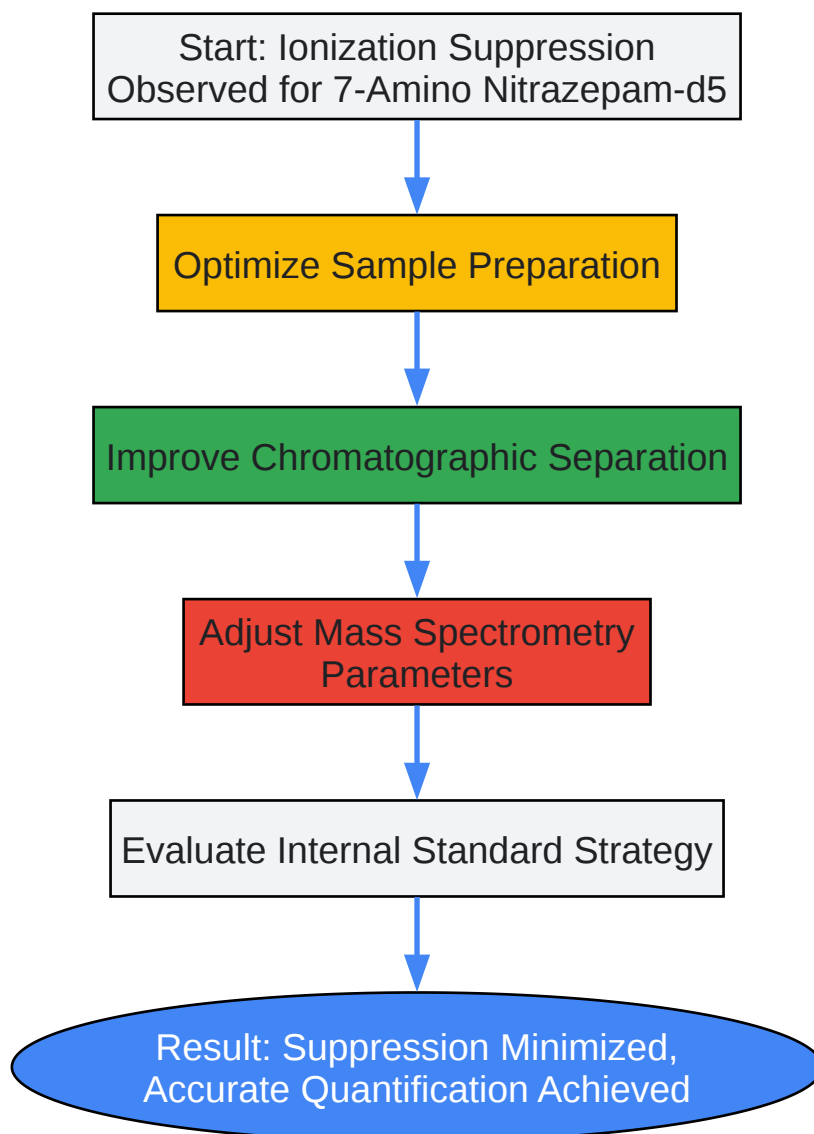 Start: Ionization Suppression
Observed for 7-Amino Nitrazepam-d5
Optimize Sample Preparation
Improve Chromatographic Separation
Adjust Mass Spectrometry
Parameters
Evaluate Internal Standard Strategy
Result: Suppression Minimized,
Accurate Quantification Achieved